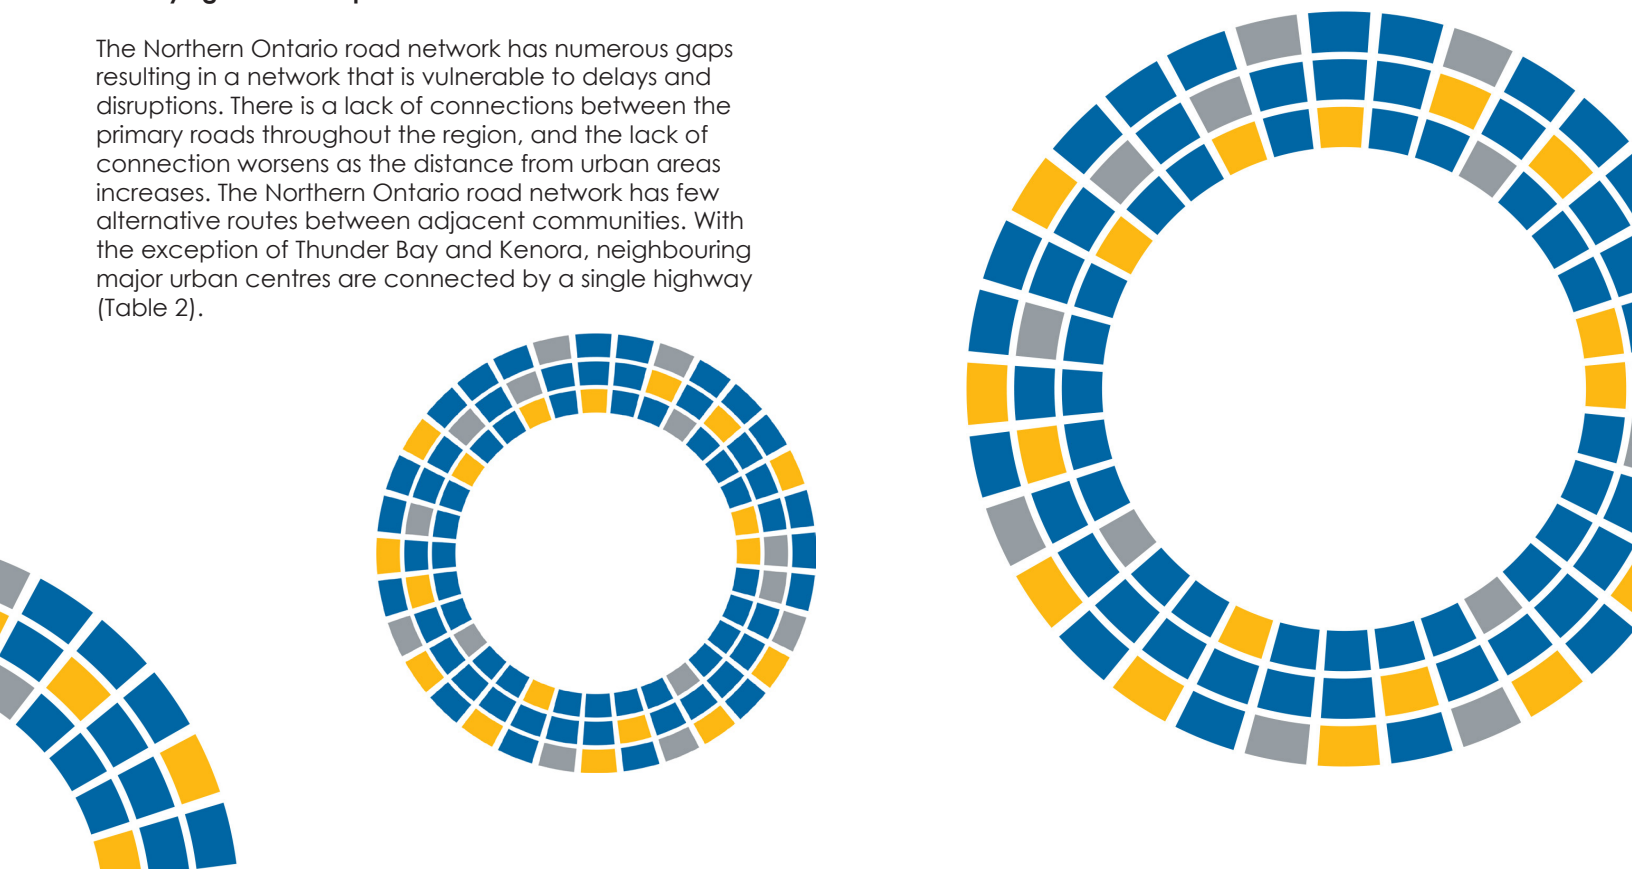 The Northern Ontario road network has numerous gaps
resulting in a network that is vulnerable to delays and
disruptions. There is a lack of connections between the
primary roads throughout the region, and the lack of
connection worsens as the distance from urban areas
increases. The Northern Ontario road network has few
alternative routes between adjacent communities. With
the exception of Thunder Bay and Kenora, neighbouring
major urban centres are connected by a single highway
(Table 2).